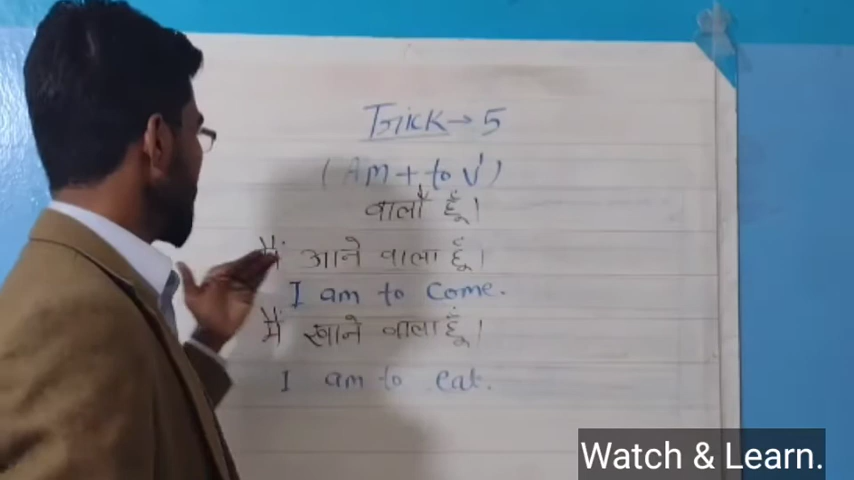 Trick → 5
(Am + to V¹)
वाला हूँ।
मैं आने वाला हूँ।
I am to come.
मैं खाने वाला हूँ।
I am to eat.
Watch & Learn.